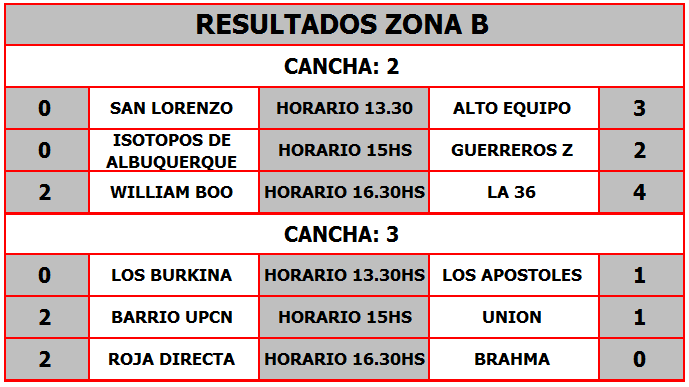 RESULTADOS ZONA B
CANCHA: 2
0 SAN LORENZO HORARIO 13.30 ALTO EQUIPO 3
0 ISOTOPOS DE ALBUQUERQUE HORARIO 15HS GUERREROS Z 2
2 WILLIAM BOO HORARIO 16.30HS LA 36 4
CANCHA: 3
0 LOS BURKINA HORARIO 13.30HS LOS APOSTOLES 1
2 BARRIO UPCN HORARIO 15HS UNION 1
2 ROJA DIRECTA HORARIO 16.30HS BRAHMA 0